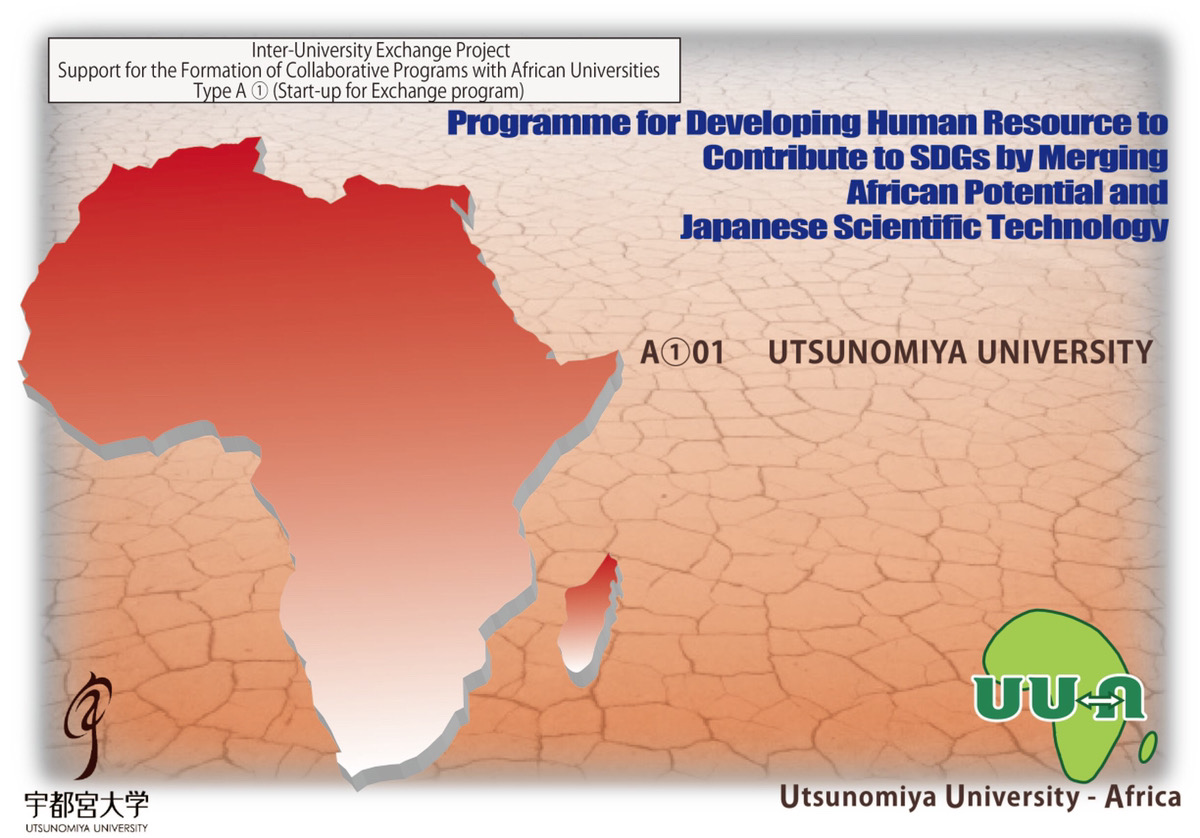 Inter-University Exchange Project
Support for the Formation of Collaborative Programs with African Universities
Type A ① (Start-up for Exchange program)
Programme for Developing Human Resource to
Contribute to SDGs by Merging
African Potential and
Japanese Scientific Technology
A①01 UTSUNOMIYA UNIVERSITY
UU↔A
Utsunomiya University - Africa
宇都宮大学
UTSUNOMIYA UNIVERSITY